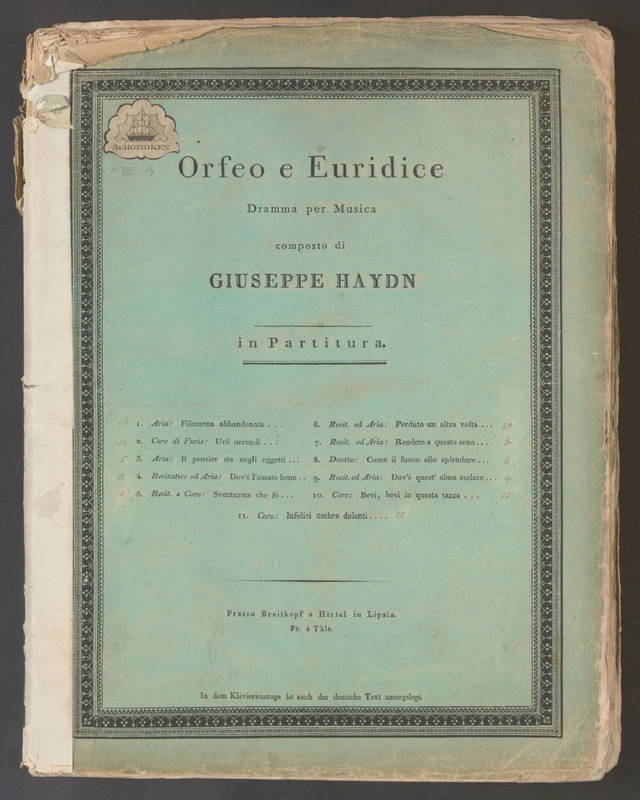 A.v.HOBOKEN
Orfeo e Euridice
Dramma per Musica
composto di
GIUSEPPE HAYDN
in Partitura.
1. Aria: Filomena abbandonata . . :
2. Coro di Furie: Urli orrendi . . :
3. Aria: Il pensier sta negli oggetti . . .
4. Recitativo ed Aria: Dov'é l'amato bene . .
5. Recit. e Coro: Sventurata che fò . . .
6. Recit. ed Aria: Perduto un altra volta . . : 20
7. Recit. ed Aria: Rendete a questo seno . . .
8. Duetto: Come il fuoco allo splendore . . .
9. Recit. ed Aria: Dov'é quest' alma audace . . .
10. Coro: Bevi, bevi in questa tazza . . . 12
11. Coro: Infelici ombre dolenti . . . . 15
Presso Breitkopf e Härtel in Lipsia.
Pr. 4 Thlr.
In dem Klavierauszuge ist auch der deutsche Text untergelegt.